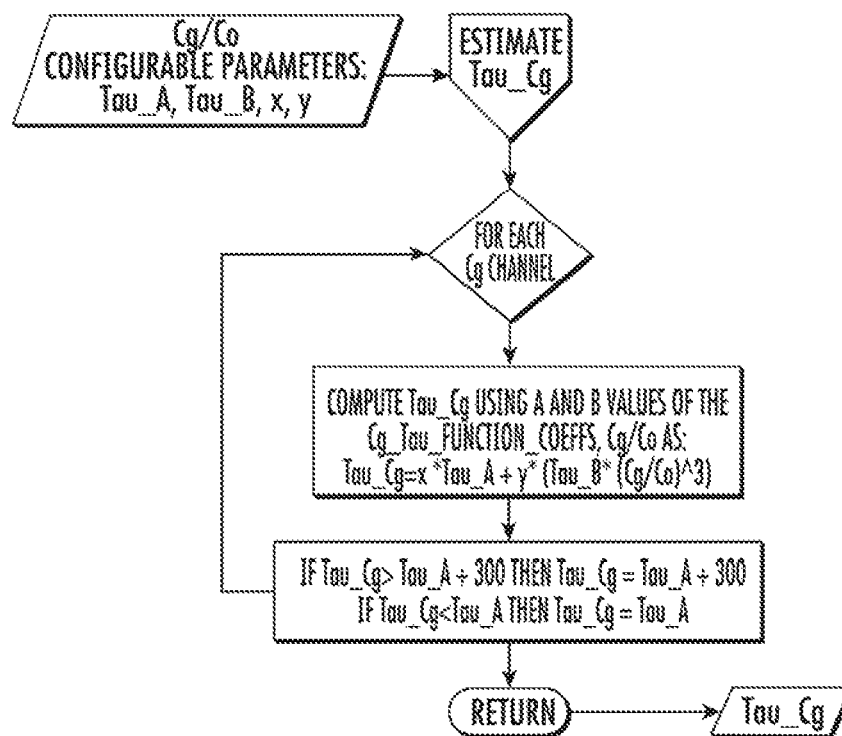 Cg/Co
CONFIGURABLE PARAMETERS:
Tau_A, Tau_B, x, y
ESTIMATE
Tau_Cg
FOR EACH
Cg CHANNEL
COMPUTE Tau_Cg USING A AND B VALUES OF THE
Cg_Tau_FUNCTION_COEFFS, Cg/Co AS:
Tau_Cg=x *Tau_A + y* (Tau_B* (Cg/Co)^3)
IF Tau_Cg> Tau_A + 300 THEN Tau_Cg = Tau_A + 300
IF Tau_Cg<Tau_A THEN Tau_Cg = Tau_A
RETURN
Tau_Cg